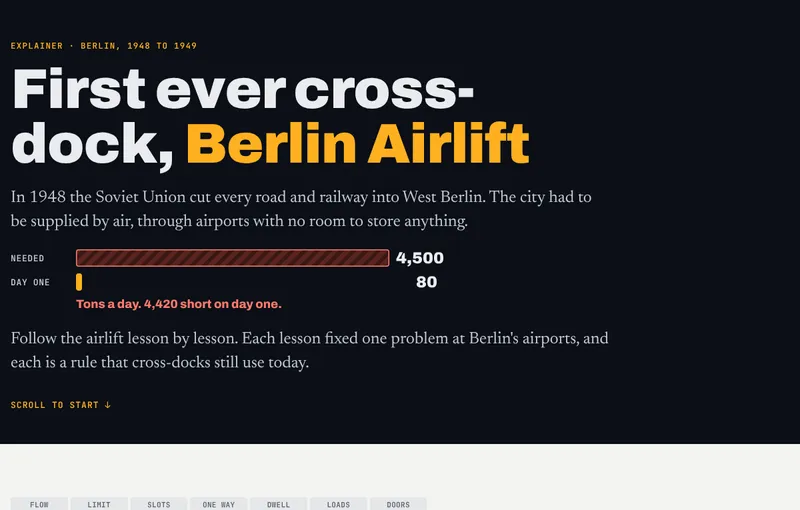 EXPLAINER · BERLIN, 1948 TO 1949
First ever cross-
dock, Berlin Airlift
In 1948 the Soviet Union cut every road and railway into West Berlin. The city had to
be supplied by air, through airports with no room to store anything.
NEEDED 4,500
DAY ONE 80
Tons a day. 4,420 short on day one.
Follow the airlift lesson by lesson. Each lesson fixed one problem at Berlin's airports, and
each is a rule that cross-docks still use today.
SCROLL TO START ↓
FLOW LIMIT SLOTS ONE WAY DWELL LOADS DOORS